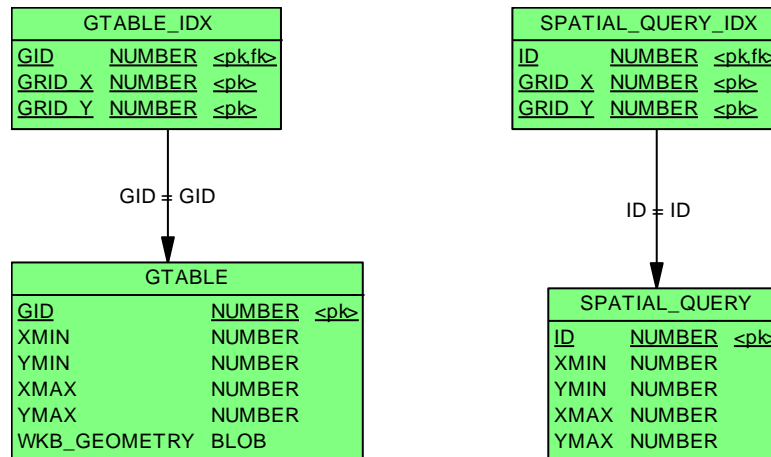 GTABLE_IDX
GID NUMBER <pk,fk>
GRID_X NUMBER <pk>
GRID_Y NUMBER <pk>
GID = GID
GTABLE
GID NUMBER <pk>
XMIN NUMBER
YMIN NUMBER
XMAX NUMBER
YMAX NUMBER
WKB_GEOMETRY BLOB
SPATIAL_QUERY_IDX
ID NUMBER <pk,fk>
GRID_X NUMBER <pk>
GRID_Y NUMBER <pk>
ID = ID
SPATIAL_QUERY
ID NUMBER <pk>
XMIN NUMBER
YMIN NUMBER
XMAX NUMBER
YMAX NUMBER